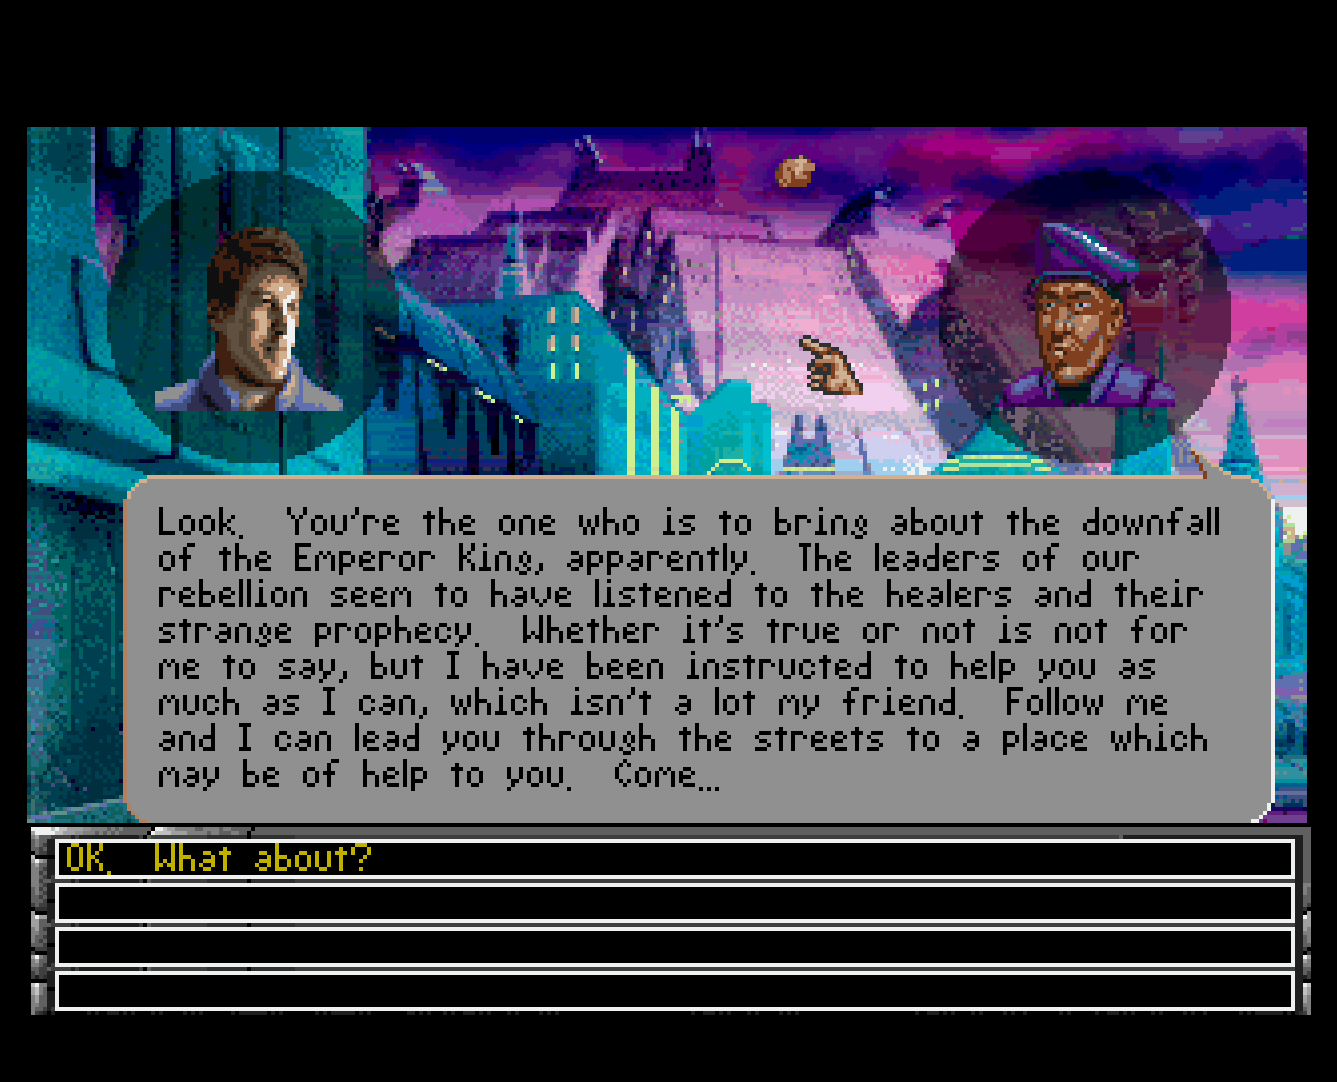 Look.  You're the one who is to bring about the downfall
of the Emperor King, apparently.  The leaders of our
rebellion seem to have listened to the healers and their
strange prophecy.  Whether it's true or not is not for
me to say, but I have been instructed to help you as
much as I can, which isn't a lot my friend.  Follow me
and I can lead you through the streets to a place which
may be of help to you.  Come...
OK.  What about?